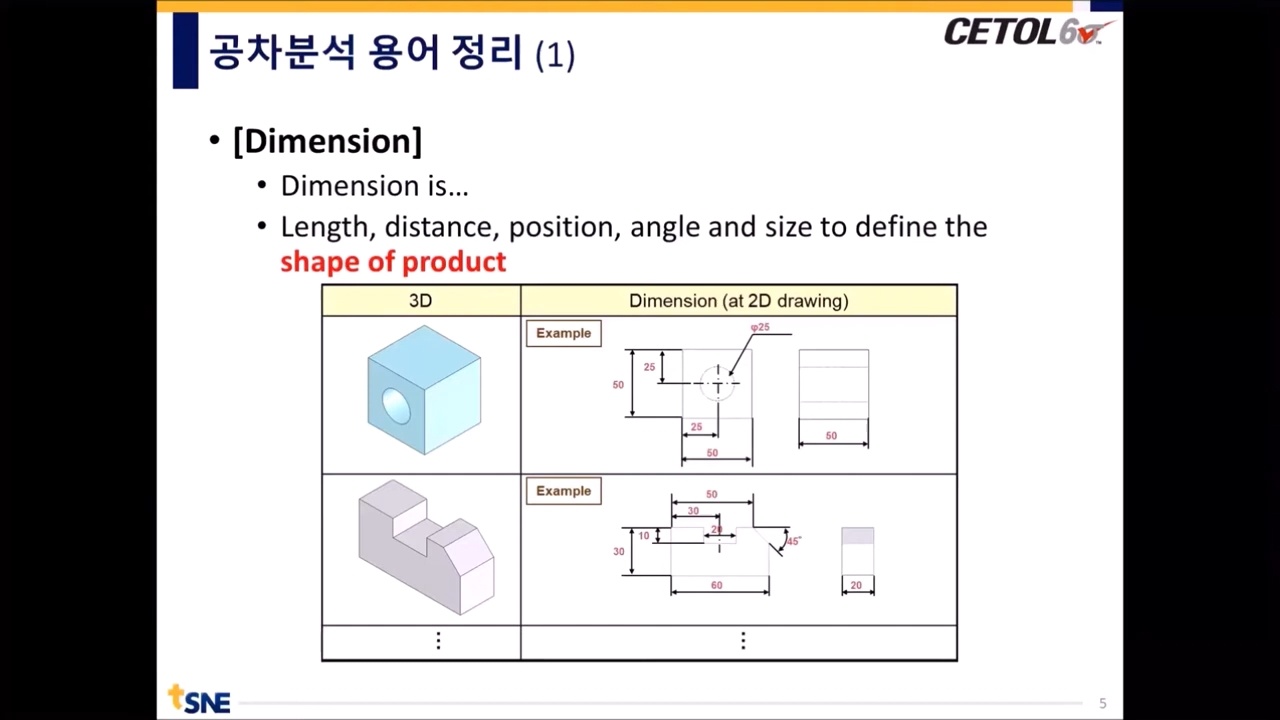 공차분석 용어 정리 (1)
CETOL 6σ
• [Dimension]
• Dimension is...
• Length, distance, position, angle and size to define the
shape of product
3D
Dimension (at 2D drawing)
Example
φ25
25
50
25
50
50
Example
50
30
20
10
30
45°
60
20
⋮
⋮
tSNE
5